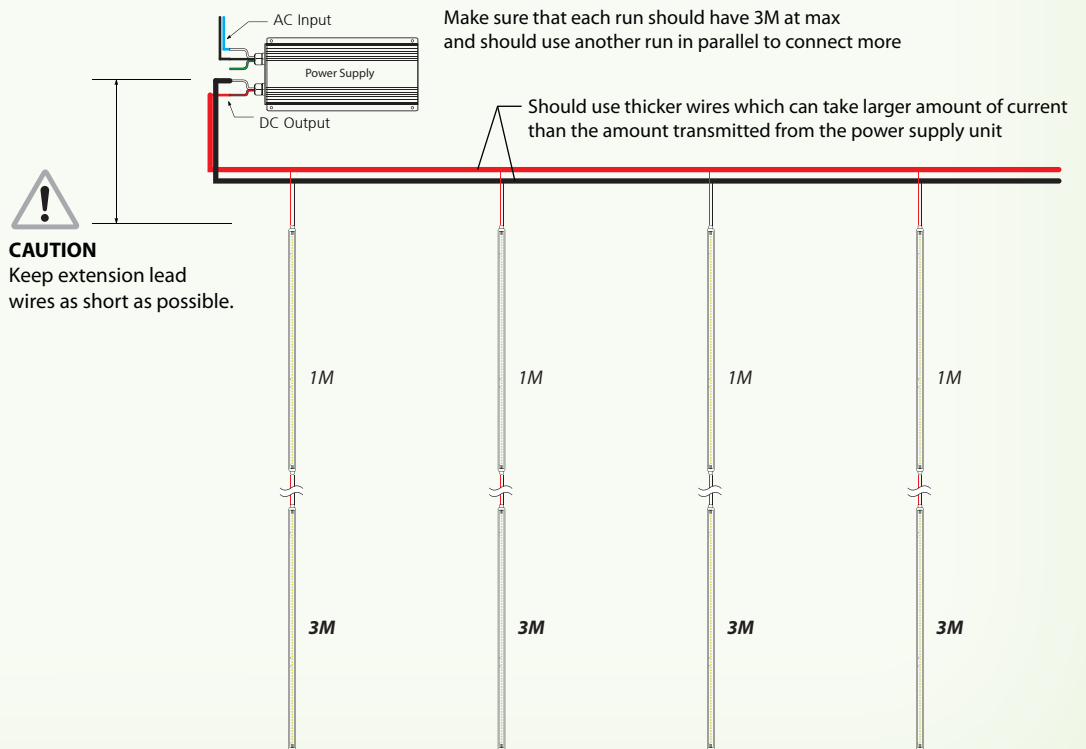 AC Input
Make sure that each run should have 3M at max
and should use another run in parallel to connect more
Power Supply
DC Output
Should use thicker wires which can take larger amount of current
than the amount transmitted from the power supply unit
CAUTION
Keep extension lead
wires as short as possible.
1M
1M
1M
1M
3M
3M
3M
3M